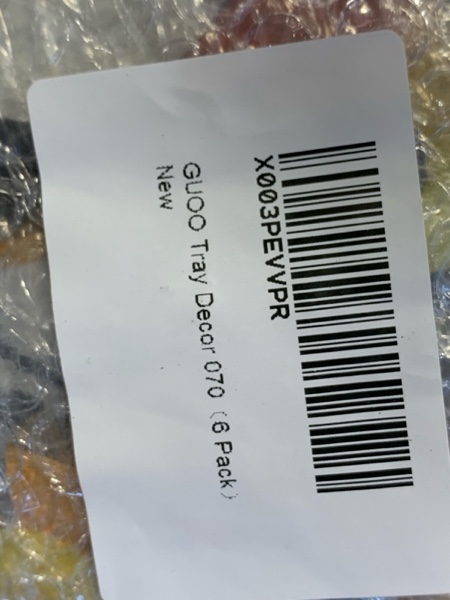 X003PEVVPR
GUOO Tray Decor 070 (6 Pack)
New